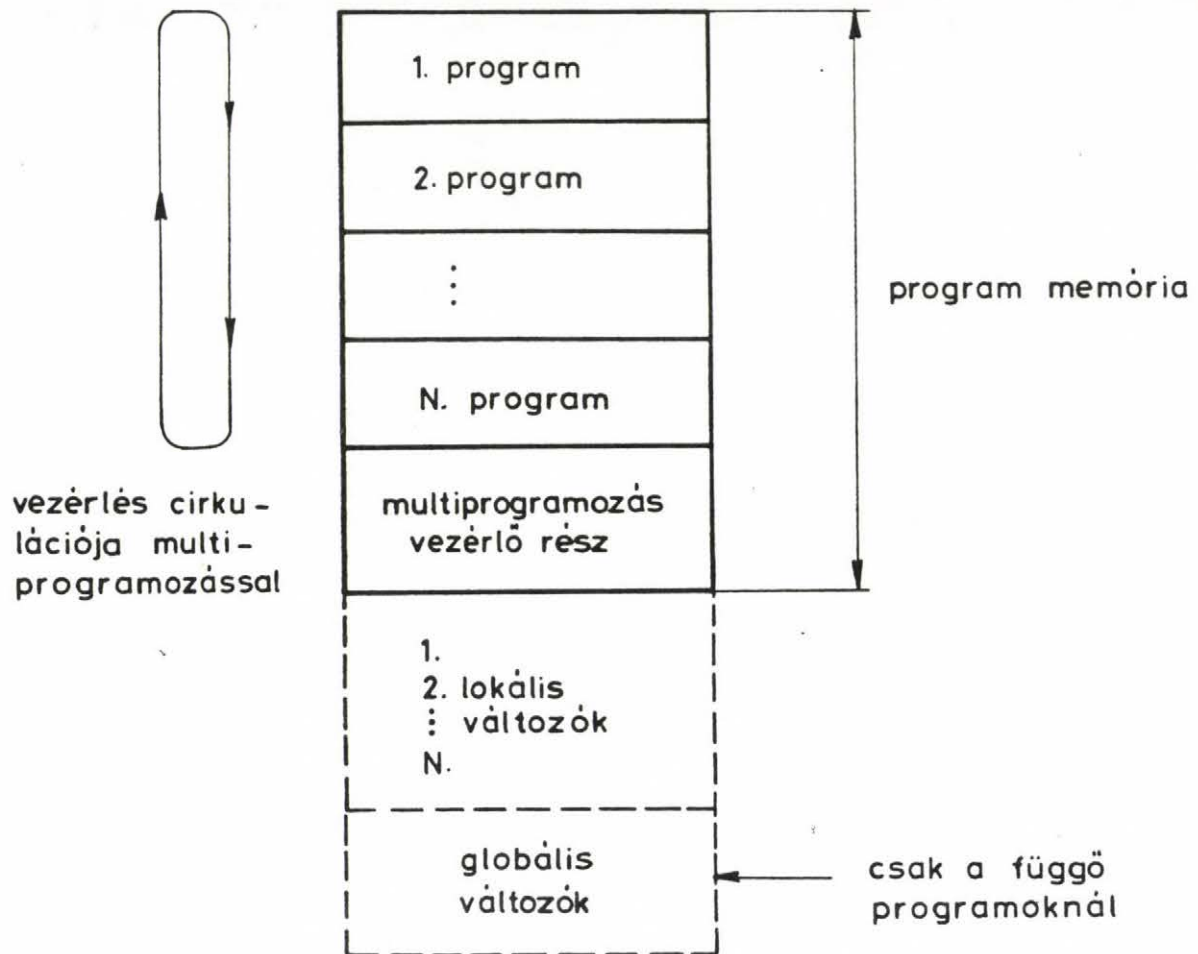 1. program
2. program
⋮
N. program
multiprogramozás
vezérlő rész
program memória
vezérlés cirku-
lációja multi-
programozással
1.
2. lokális
⋮ változók
N.
globális
változók
csak a függő
programoknál